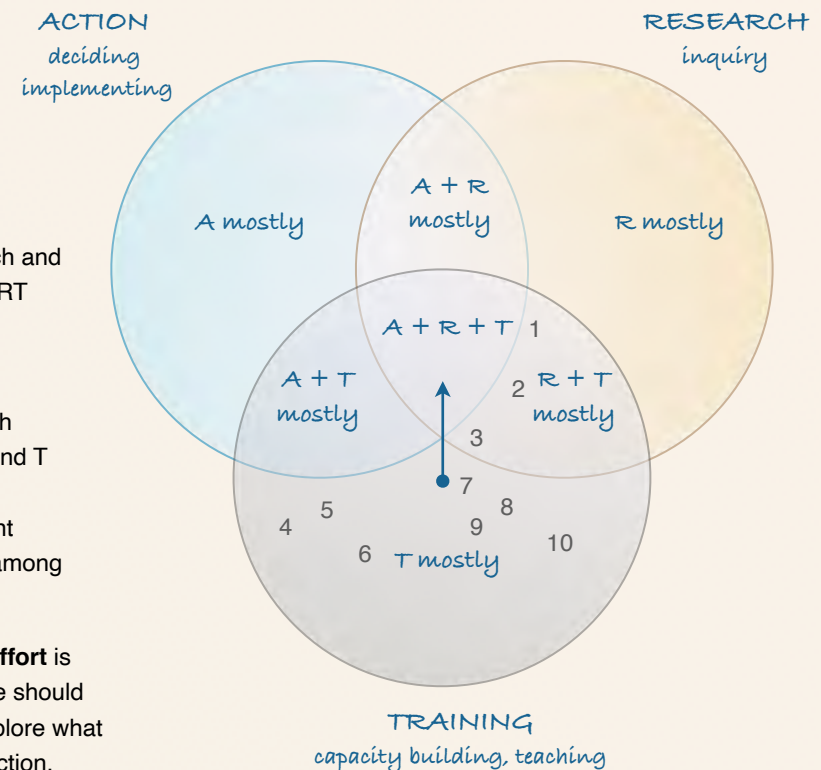 ACTION
deciding
implementing
RESEARCH
inquiry
A + R
mostly
A mostly
R mostly
ch and
RT
A + R + T
1
A + T
mostly
2
R + T
mostly
h
nd T
3
7
5
8
4
9
nt
6
T mostly
10
among
ffort is
e should
plore what
ction.
TRAINING
capacity building, teaching